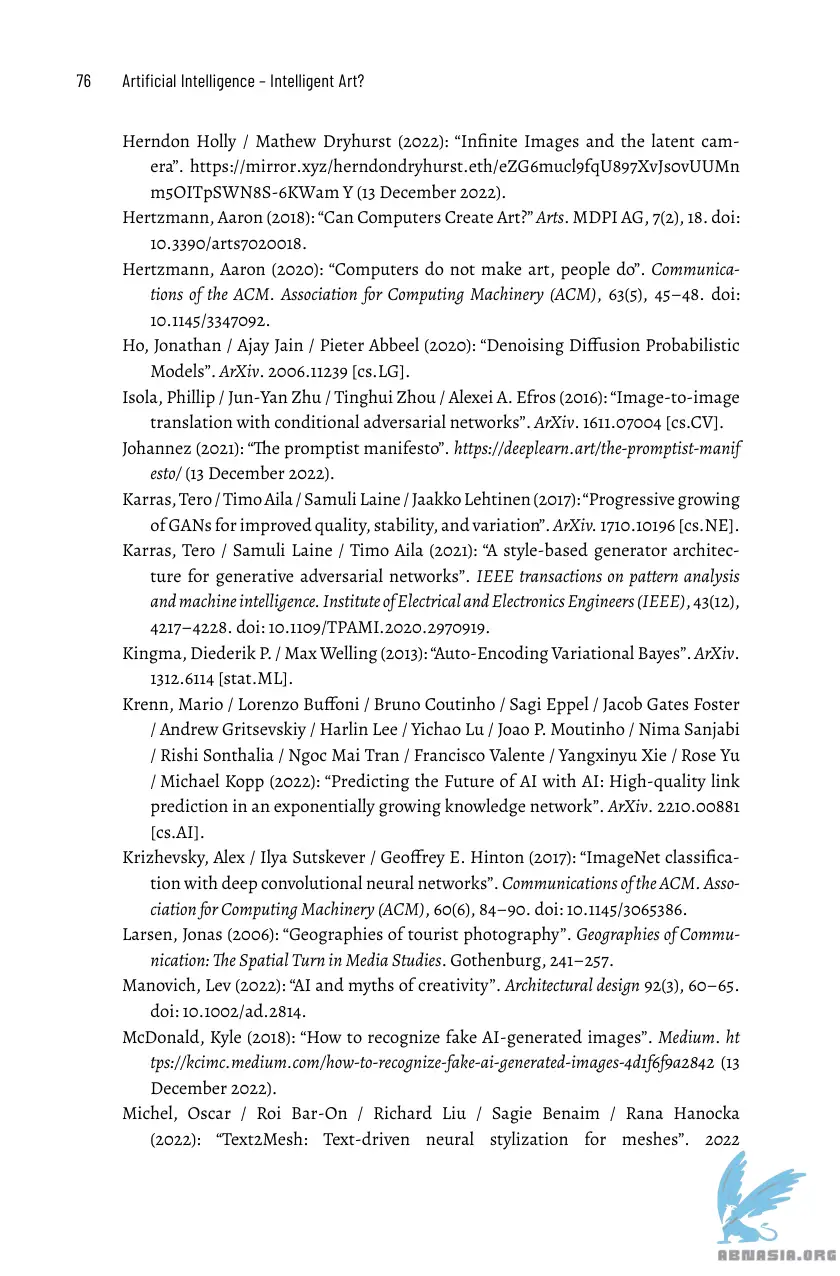 76 Artificial Intelligence – Intelligent Art?
Herndon Holly / Mathew Dryhurst (2022): “Infinite Images and the latent cam-
era”. https://mirror.xyz/herndondryhurst.eth/eZG6mucl9fqU897XvJs0vUUMn
m5OITpSWN8S-6KWam Y (13 December 2022).
Hertzmann, Aaron (2018): “Can Computers Create Art?” Arts. MDPI AG, 7(2), 18. doi:
10.3390/arts7020018.
Hertzmann, Aaron (2020): “Computers do not make art, people do”. Communica-
tions of the ACM. Association for Computing Machinery (ACM), 63(5), 45–48. doi:
10.1145/3347092.
Ho, Jonathan / Ajay Jain / Pieter Abbeel (2020): “Denoising Diffusion Probabilistic
Models”. ArXiv. 2006.11239 [cs.LG].
Isola, Phillip / Jun-Yan Zhu / Tinghui Zhou / Alexei A. Efros (2016): “Image-to-image
translation with conditional adversarial networks”. ArXiv. 1611.07004 [cs.CV].
Johannez (2021): “The promptist manifesto”. https://deeplearn.art/the-promptist-manif
esto/ (13 December 2022).
Karras, Tero / Timo Aila / Samuli Laine / Jaakko Lehtinen (2017): “Progressive growing
of GANs for improved quality, stability, and variation”. ArXiv. 1710.10196 [cs.NE].
Karras, Tero / Samuli Laine / Timo Aila (2021): “A style-based generator architec-
ture for generative adversarial networks”. IEEE transactions on pattern analysis
and machine intelligence. Institute of Electrical and Electronics Engineers (IEEE), 43(12),
4217–4228. doi: 10.1109/TPAMI.2020.2970919.
Kingma, Diederik P. / Max Welling (2013): “Auto-Encoding Variational Bayes”. ArXiv.
1312.6114 [stat.ML].
Krenn, Mario / Lorenzo Buffoni / Bruno Coutinho / Sagi Eppel / Jacob Gates Foster
/ Andrew Gritsevskiy / Harlin Lee / Yichao Lu / Joao P. Moutinho / Nima Sanjabi
/ Rishi Sonthalia / Ngoc Mai Tran / Francisco Valente / Yangxinyu Xie / Rose Yu
/ Michael Kopp (2022): “Predicting the Future of AI with AI: High-quality link
prediction in an exponentially growing knowledge network”. ArXiv. 2210.00881
[cs.AI].
Krizhevsky, Alex / Ilya Sutskever / Geoffrey E. Hinton (2017): “ImageNet classifica-
tion with deep convolutional neural networks”. Communications of the ACM. Asso-
ciation for Computing Machinery (ACM), 60(6), 84–90. doi: 10.1145/3065386.
Larsen, Jonas (2006): “Geographies of tourist photography”. Geographies of Commu-
nication: The Spatial Turn in Media Studies. Gothenburg, 241–257.
Manovich, Lev (2022): “AI and myths of creativity”. Architectural design 92(3), 60–65.
doi: 10.1002/ad.2814.
McDonald, Kyle (2018): “How to recognize fake AI-generated images”. Medium. ht
tps://kcimc.medium.com/how-to-recognize-fake-ai-generated-images-4d1f6f9a2842 (13
December 2022).
Michel, Oscar / Roi Bar-On / Richard Liu / Sagie Benaim / Rana Hanocka
(2022): “Text2Mesh: Text-driven neural stylization for meshes”. 2022
ABNASIA.ORG